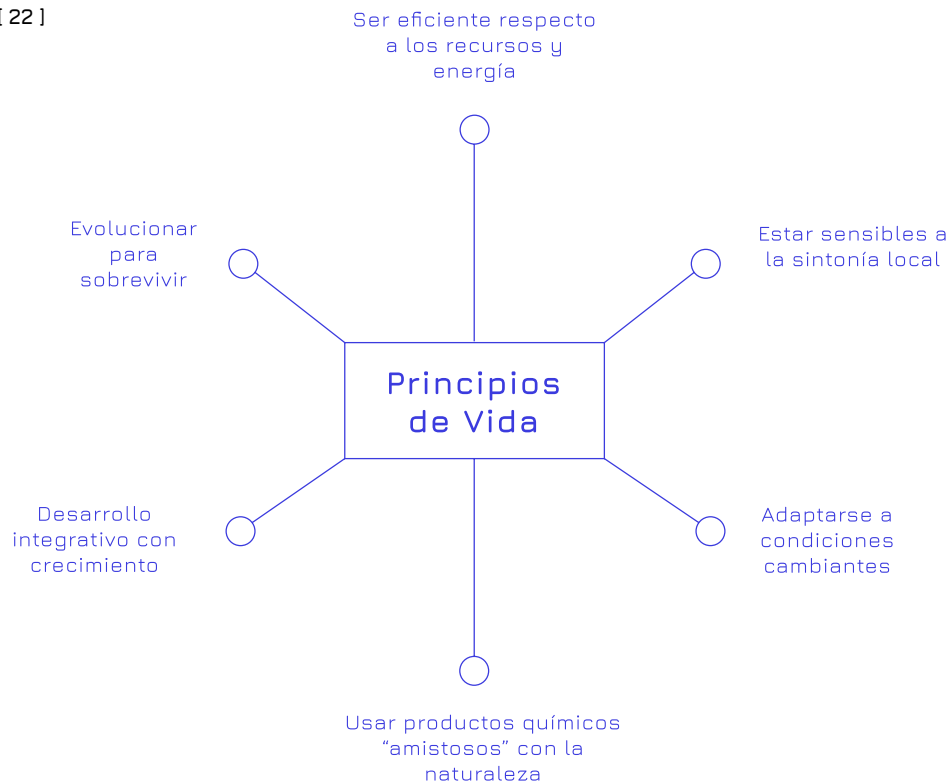 [ 22 ]
Ser eficiente respecto
a los recursos y
energía
Estar sensibles a
la sintonía local
Adaptarse a
condiciones
cambiantes
Usar productos químicos
“amistosos” con la
naturaleza
Desarrollo
integrativo con
crecimiento
Evolucionar
para
sobrevivir
Principios
de Vida